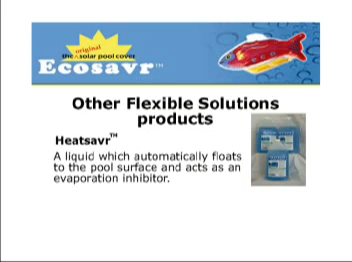 original
the solar pool cover
Ecosavr™
Other Flexible Solutions
products
Heatsavr™
A liquid which automatically floats
to the pool surface and acts as an
evaporation inhibitor.